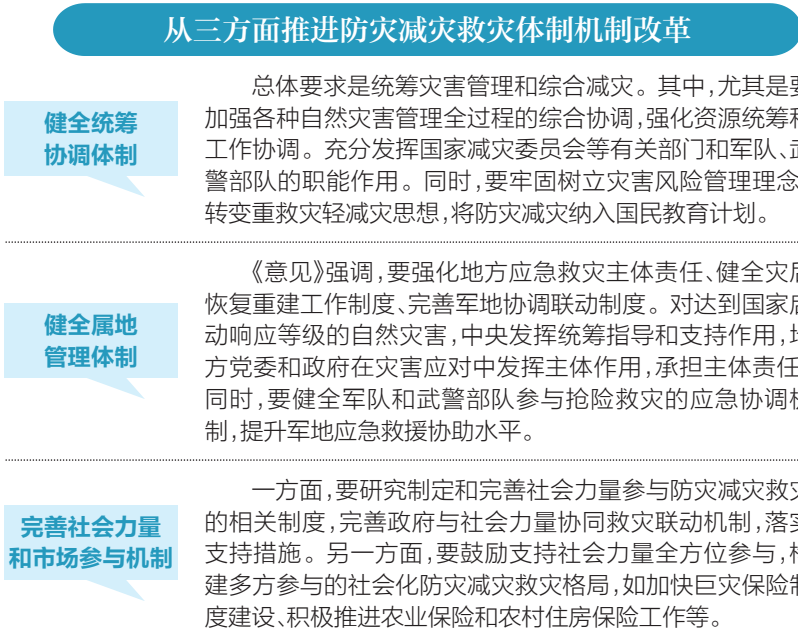 从三方面推进防灾减灾救灾体制机制改革
健全统筹
协调体制
总体要求是统筹灾害管理和综合减灾。其中,尤其是
加强各种自然灾害管理全过程的综合协调,强化资源统筹
工作协调。充分发挥国家减灾委员会等有关部门和军队、
警部队的职能作用。同时,要牢固树立灾害风险管理理念
转变重救灾轻减灾思想,将防灾减灾纳入国民教育计划。
健全属地
管理体制
《意见》强调,要强化地方应急救灾主体责任、健全灾
恢复重建工作制度、完善军地协调联动制度。对达到国家
动响应等级的自然灾害,中央发挥统筹指导和支持作用,
方党委和政府在灾害应对中发挥主体作用,承担主体责任
同时,要健全军队和武警部队参与抢险救灾的应急协调
制,提升军地应急救援协助水平。
完善社会力量
和市场参与机制
一方面,要研究制定和完善社会力量参与防灾减灾救
的相关制度,完善政府与社会力量协同救灾联动机制,落
支持措施。另一方面,要鼓励支持社会力量全方位参与,
建多方参与的社会化防灾减灾救灾格局,如加快巨灾保险
度建设、积极推进农业保险和农村住房保险工作等。